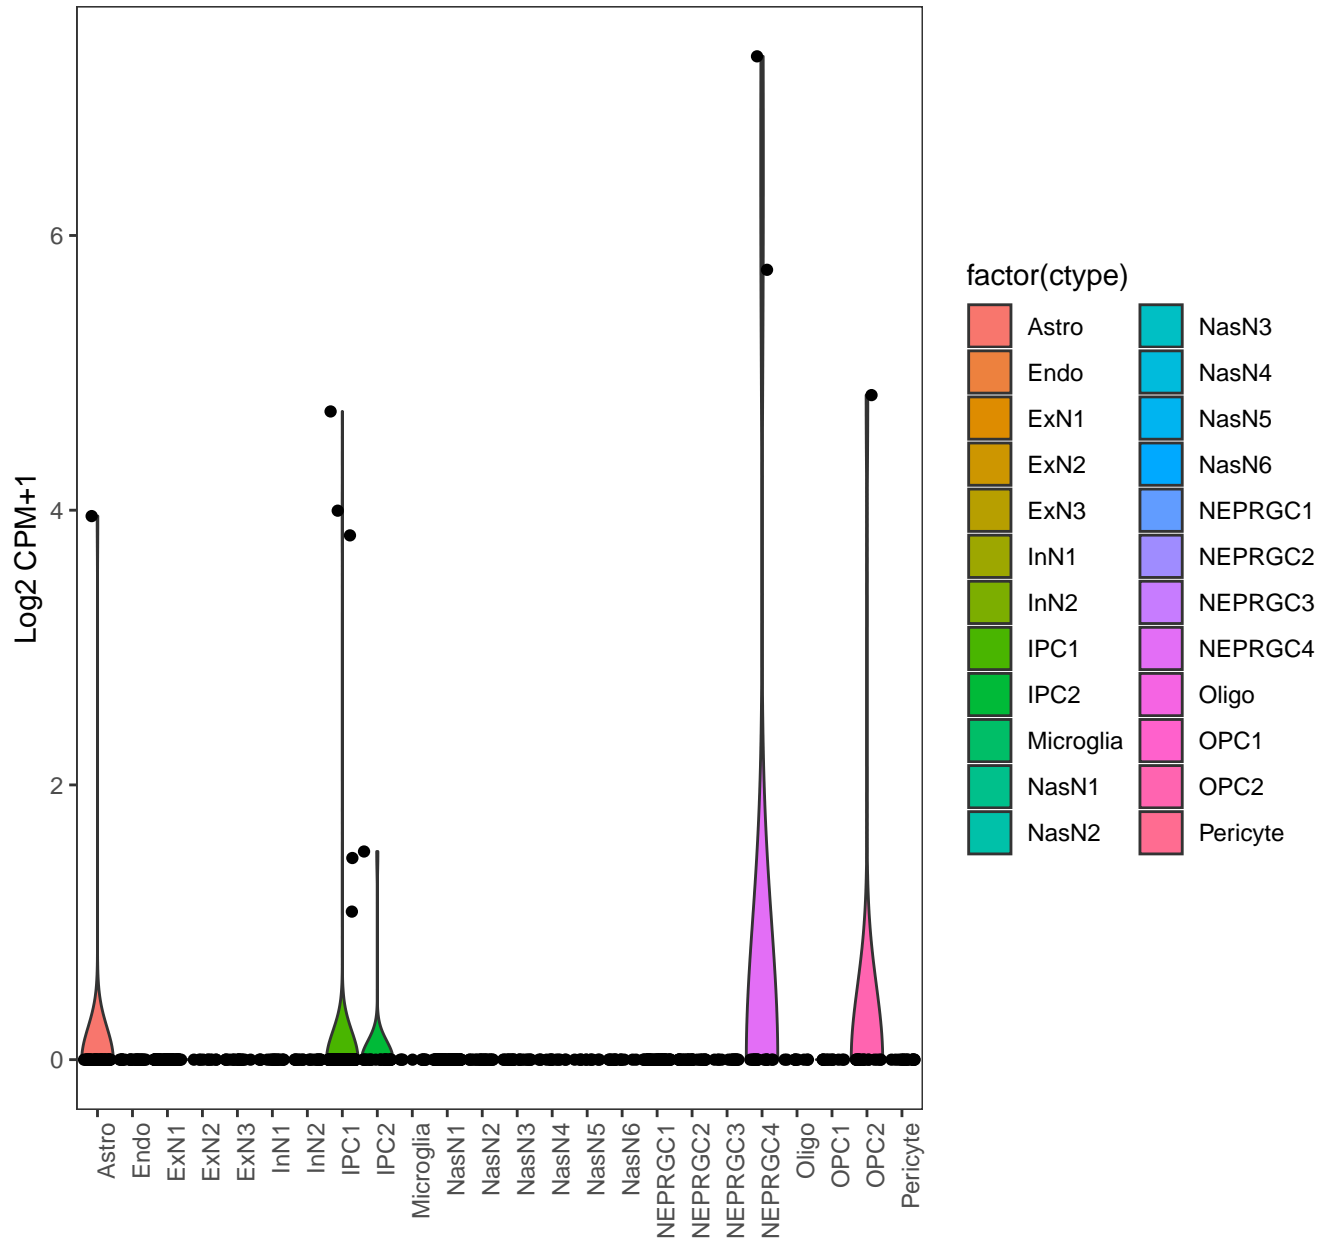 6
4
2
0
Log2 CPM+1
Astro
Endo
ExN1
ExN2
ExN3
InN1
InN2
IPC1
IPC2
Microglia
NasN1
NasN2
NasN3
NasN4
NasN5
NasN6
NEPRGC1
NEPRGC2
NEPRGC3
NEPRGC4
Oligo
OPC1
OPC2
Pericyte
factor(ctype)
Astro
Endo
ExN1
ExN2
ExN3
InN1
InN2
IPC1
IPC2
Microglia
NasN1
NasN2
NasN3
NasN4
NasN5
NasN6
NEPRGC1
NEPRGC2
NEPRGC3
NEPRGC4
Oligo
OPC1
OPC2
Pericyte